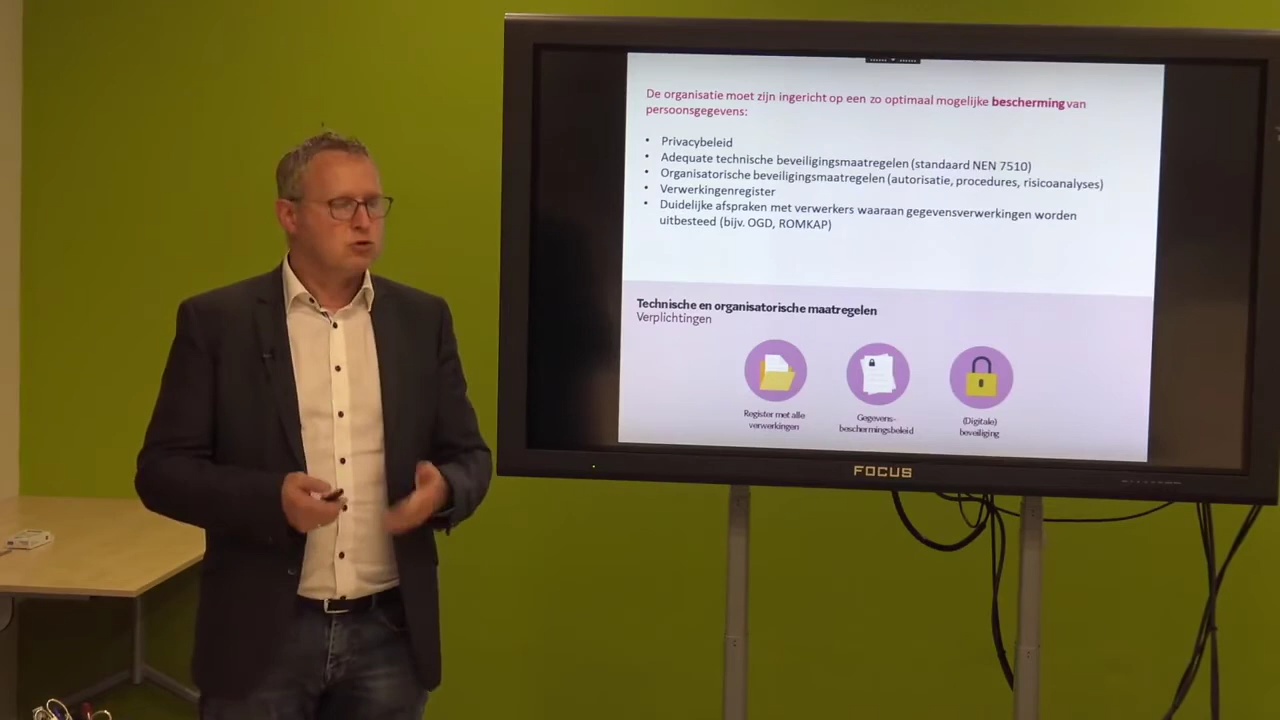 De organisatie moet zijn ingericht op een zo optimaal mogelijke bescherming van
persoonsgegevens:
• Privacybeleid
• Adequate technische beveiligingsmaatregelen (standaard NEN 7510)
• Organisatorische beveiligingsmaatregelen (autorisatie, procedures, risicoanalyses)
• Verwerkingenregister
• Duidelijke afspraken met verwerkers waaraan gegevensverwerkingen worden
uitbesteed (bijv. OGD, ROMKAP)
Technische en organisatorische maatregelen
Verplichtingen
Register met alle
verwerkingen
Gegevens-
beschermingsbeleid
(Digitale)
beveiliging
FOCUS